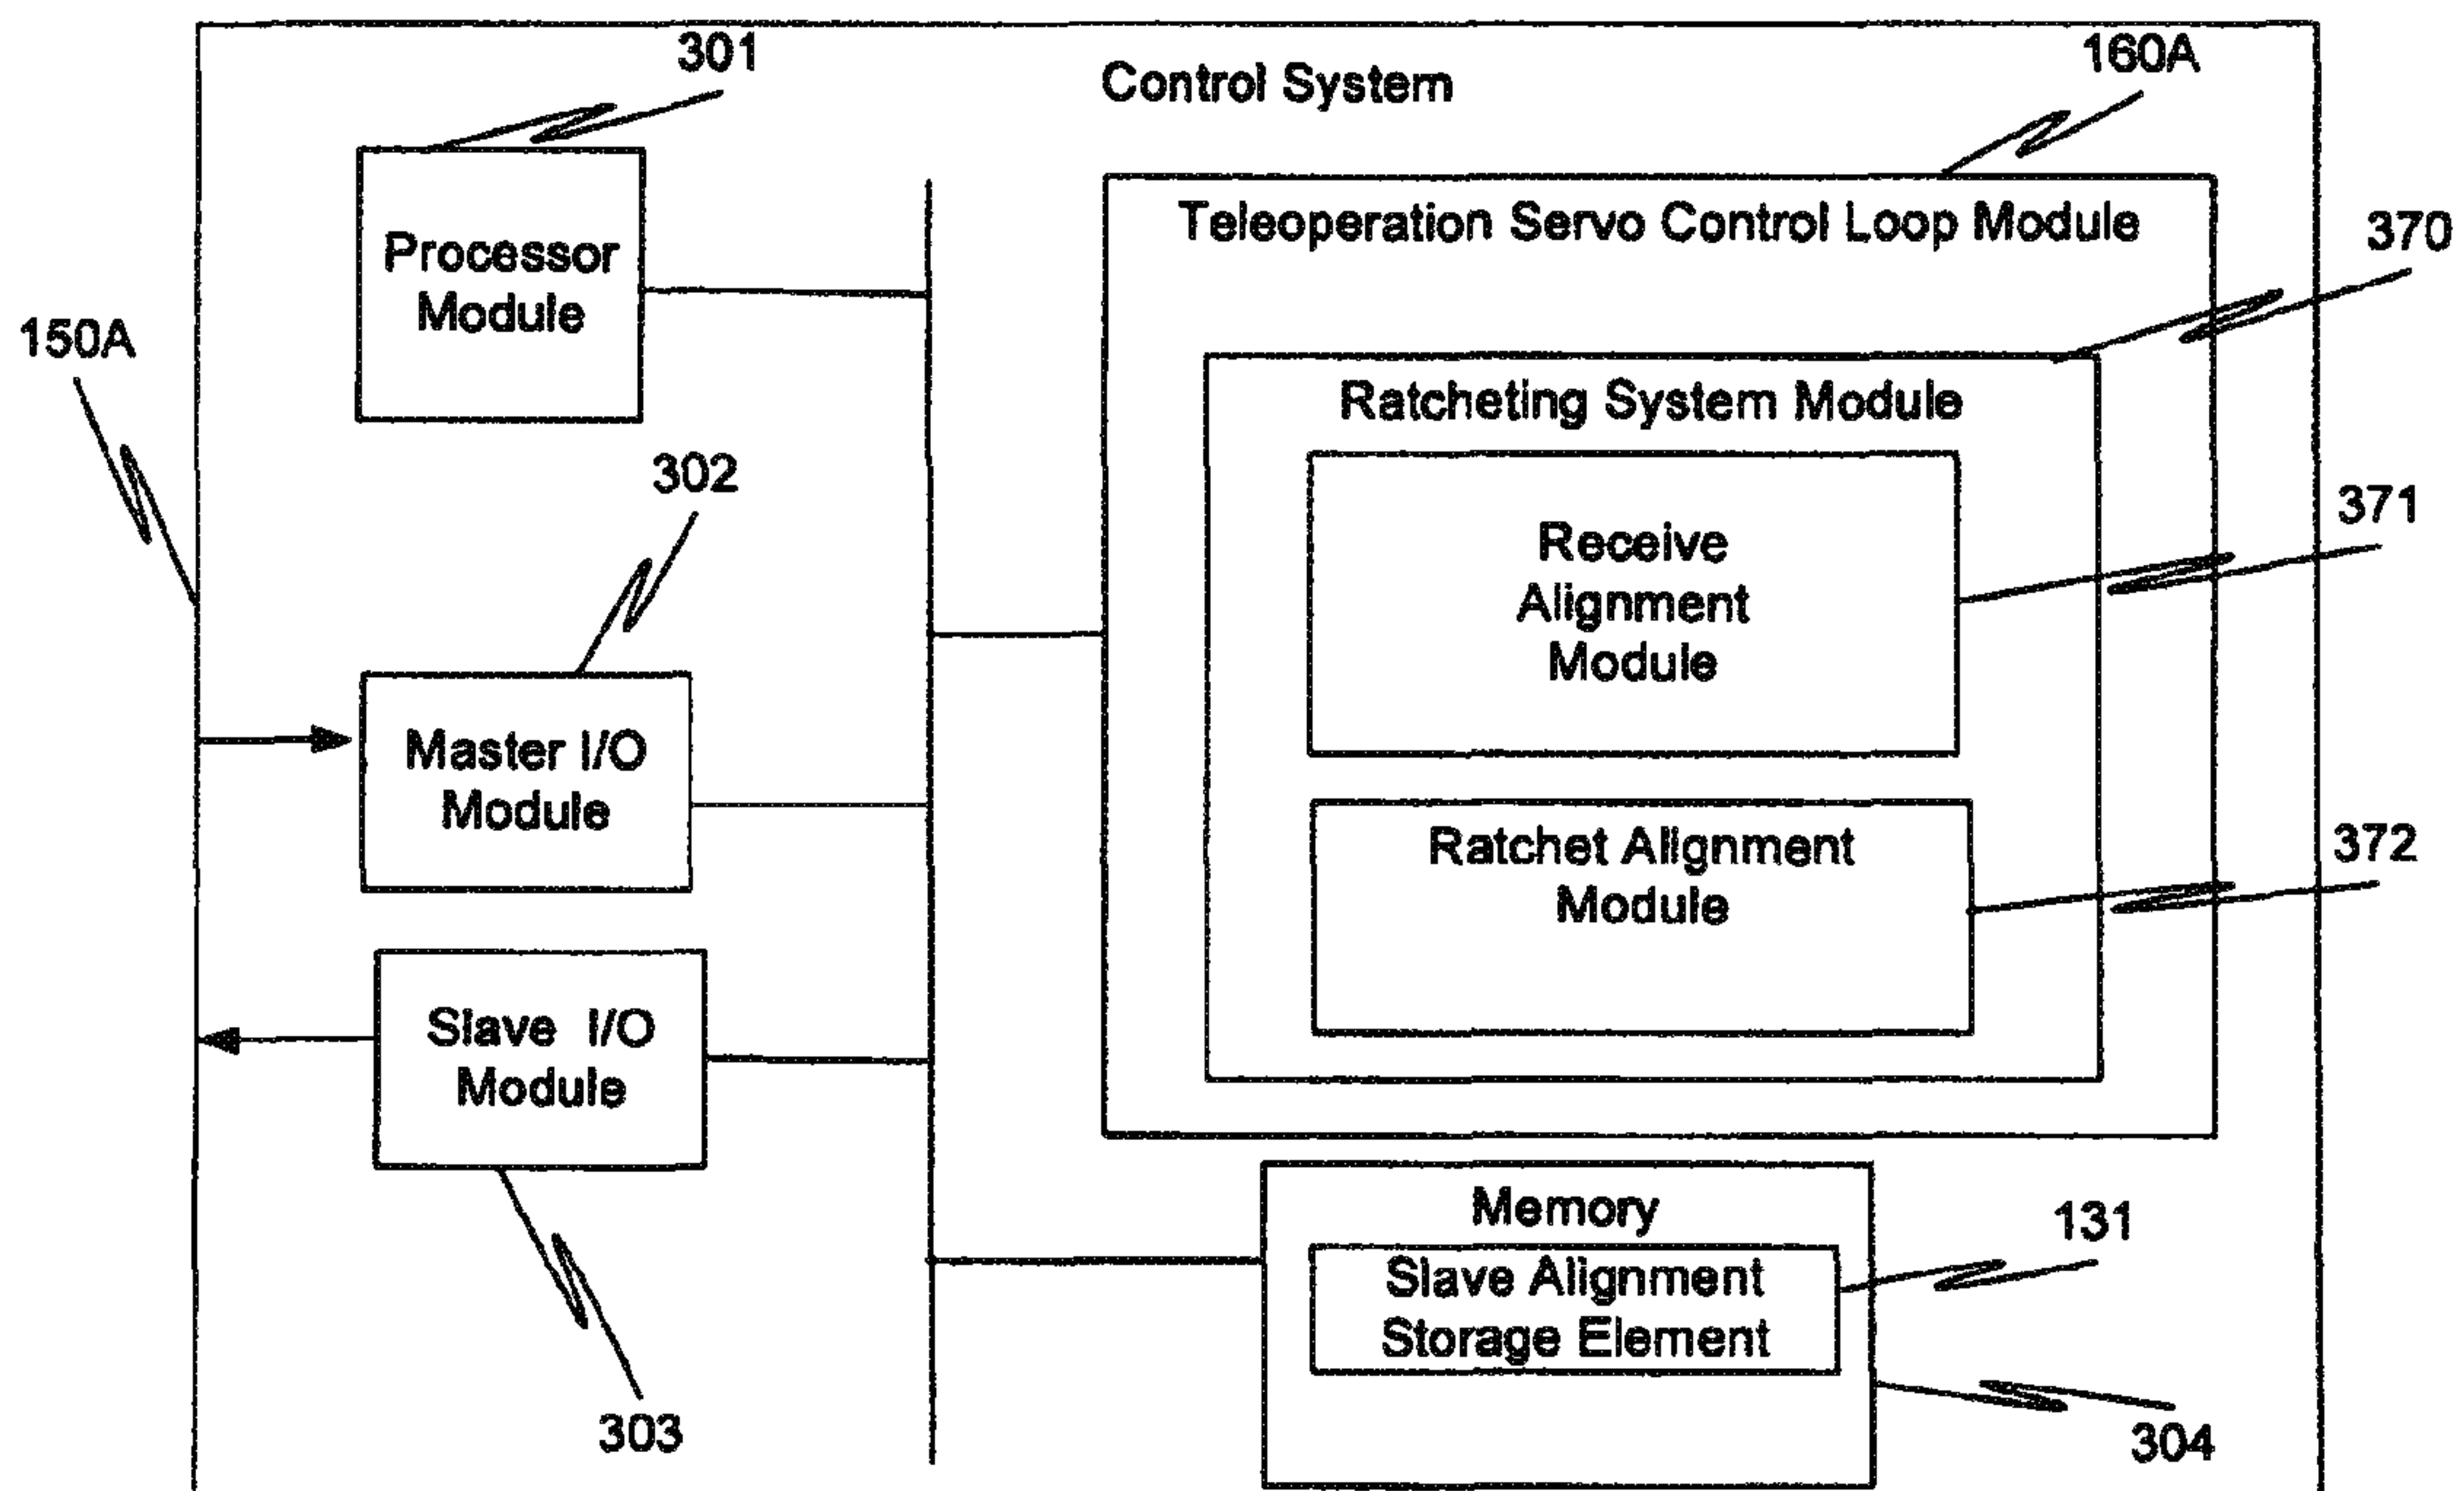 301
Control System
160A
Processor
Module
Teleoperation Servo Control Loop Module
370
150A
Ratcheting System Module
302
Receive
Alignment
Module
371
Master I/O
Module
Ratchet Alignment
Module
372
Slave I/O
Module
Memory
131
Slave Alignment
Storage Element
303
304